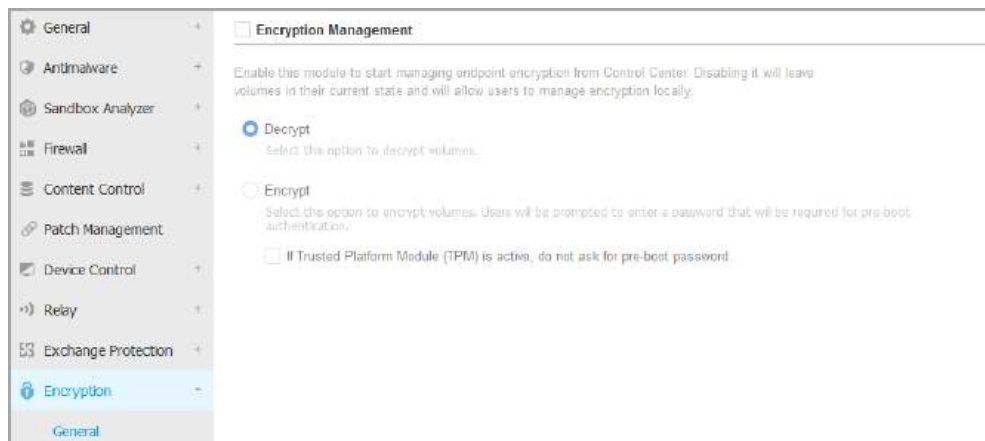 General +
Antimalware +
Sandbox Analyzer +
Firewall +
Content Control +
Patch Management
Device Control +
Relay +
Exchange Protection +
Encryption -
General
Encryption Management
Enable this module to start managing endpoint encryption from Control Center. Disabling it will leave
volumes in their current state and will allow users to manage encryption locally.
Decrypt
Select this option to decrypt volumes.
Encrypt
Select this option to encrypt volumes. Users will be prompted to enter a password that will be required for pre-boot
authentication.
If Trusted Platform Module (TPM) is active, do not ask for pre-boot password.